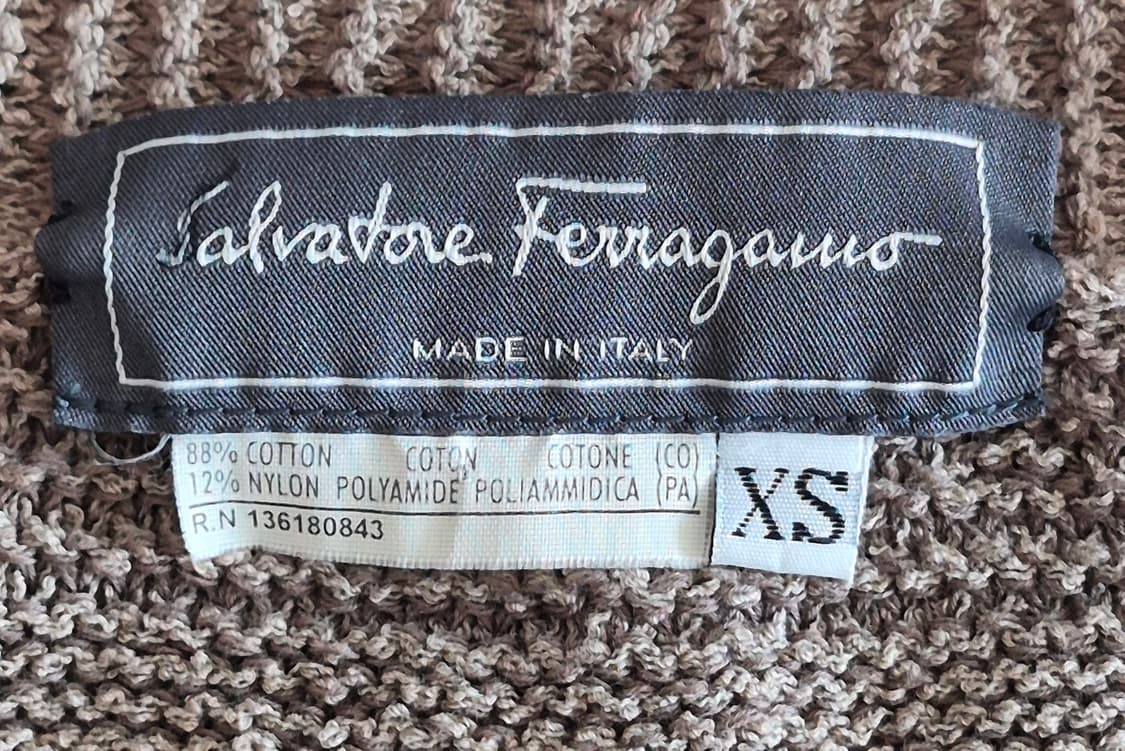 Salvatore Ferragamo
MADE IN ITALY
88% COTTON COTON COTONE (CO)
12% NYLON POLYAMIDE POLIAMMIDICA (PA)
R.N 136180843
XS